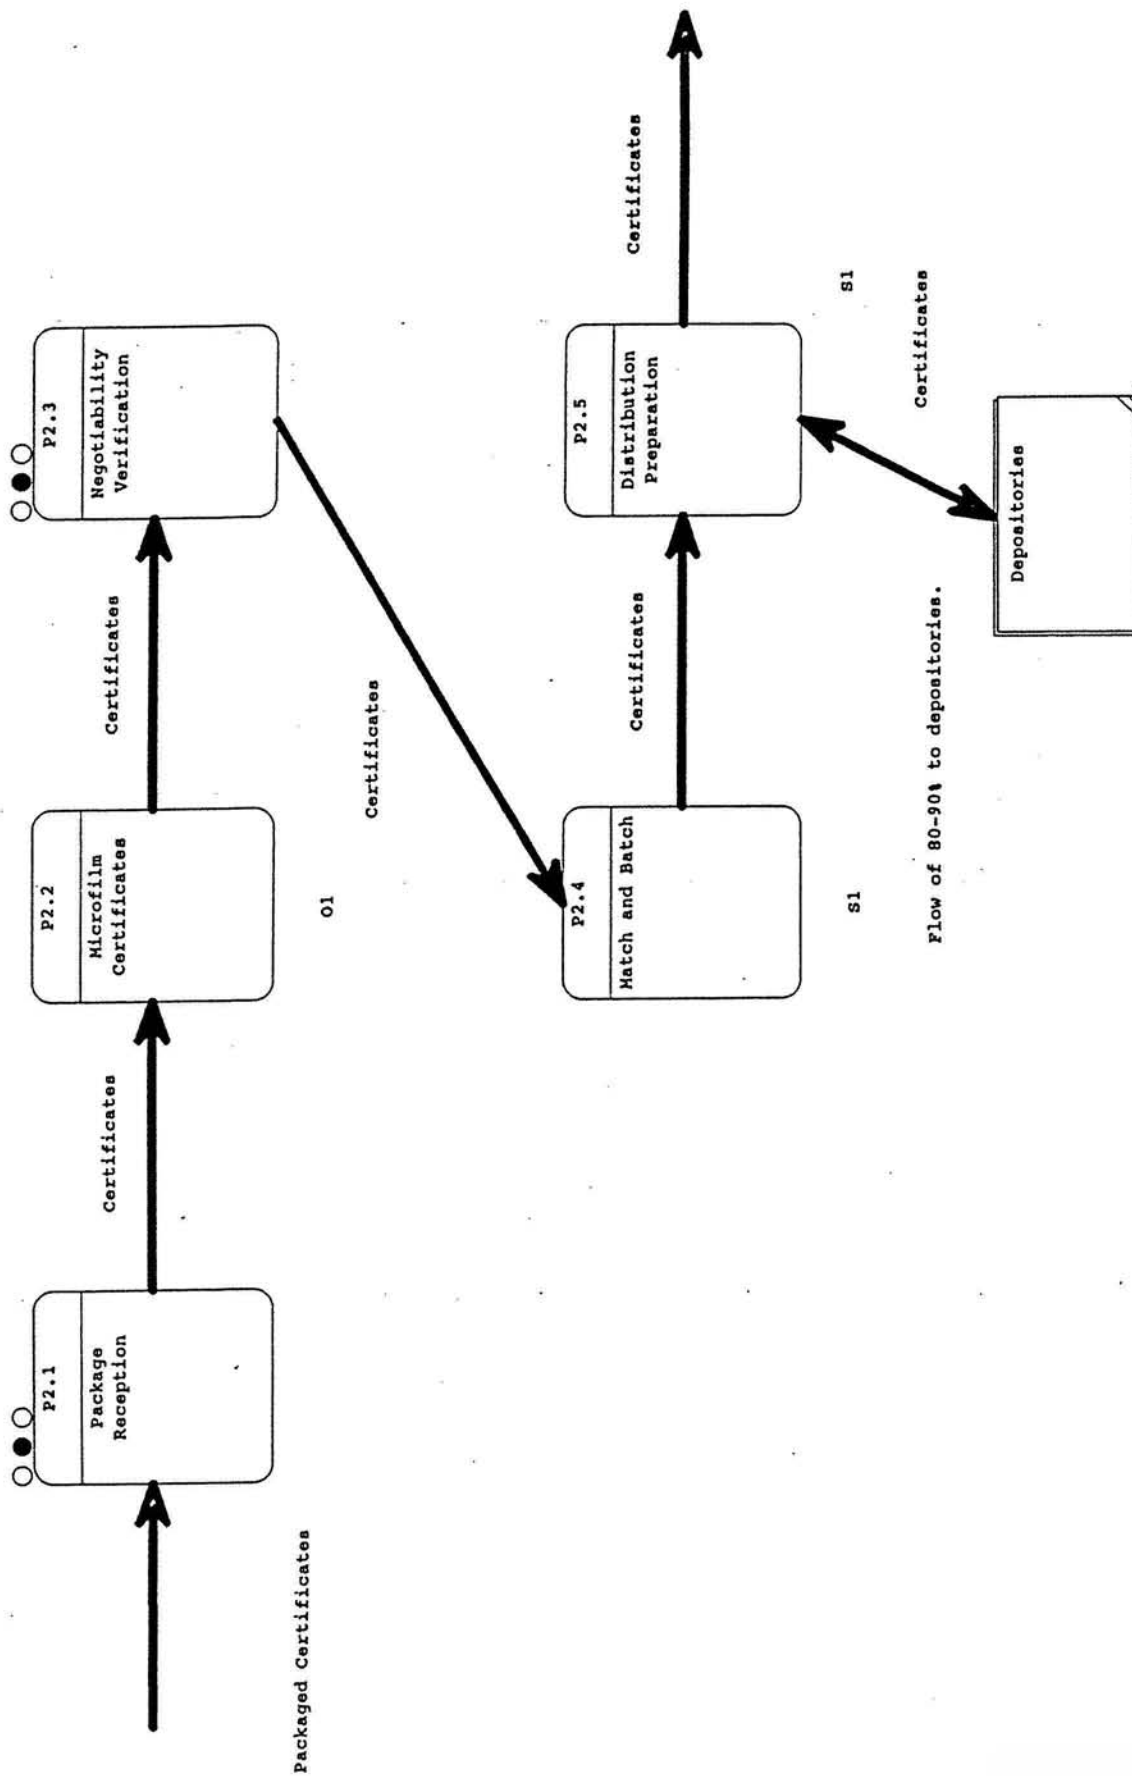 P2.1
Package
Reception
Packaged Certificates
Certificates
P2.2
Microfilm
Certificates
O1
Certificates
P2.3
Negotiability
Verification
Certificates
P2.4
Match and Batch
S1
Certificates
P2.5
Distribution
Preparation
S1
Certificates
Certificates
Flow of 80-90% to depositories.
Depositories